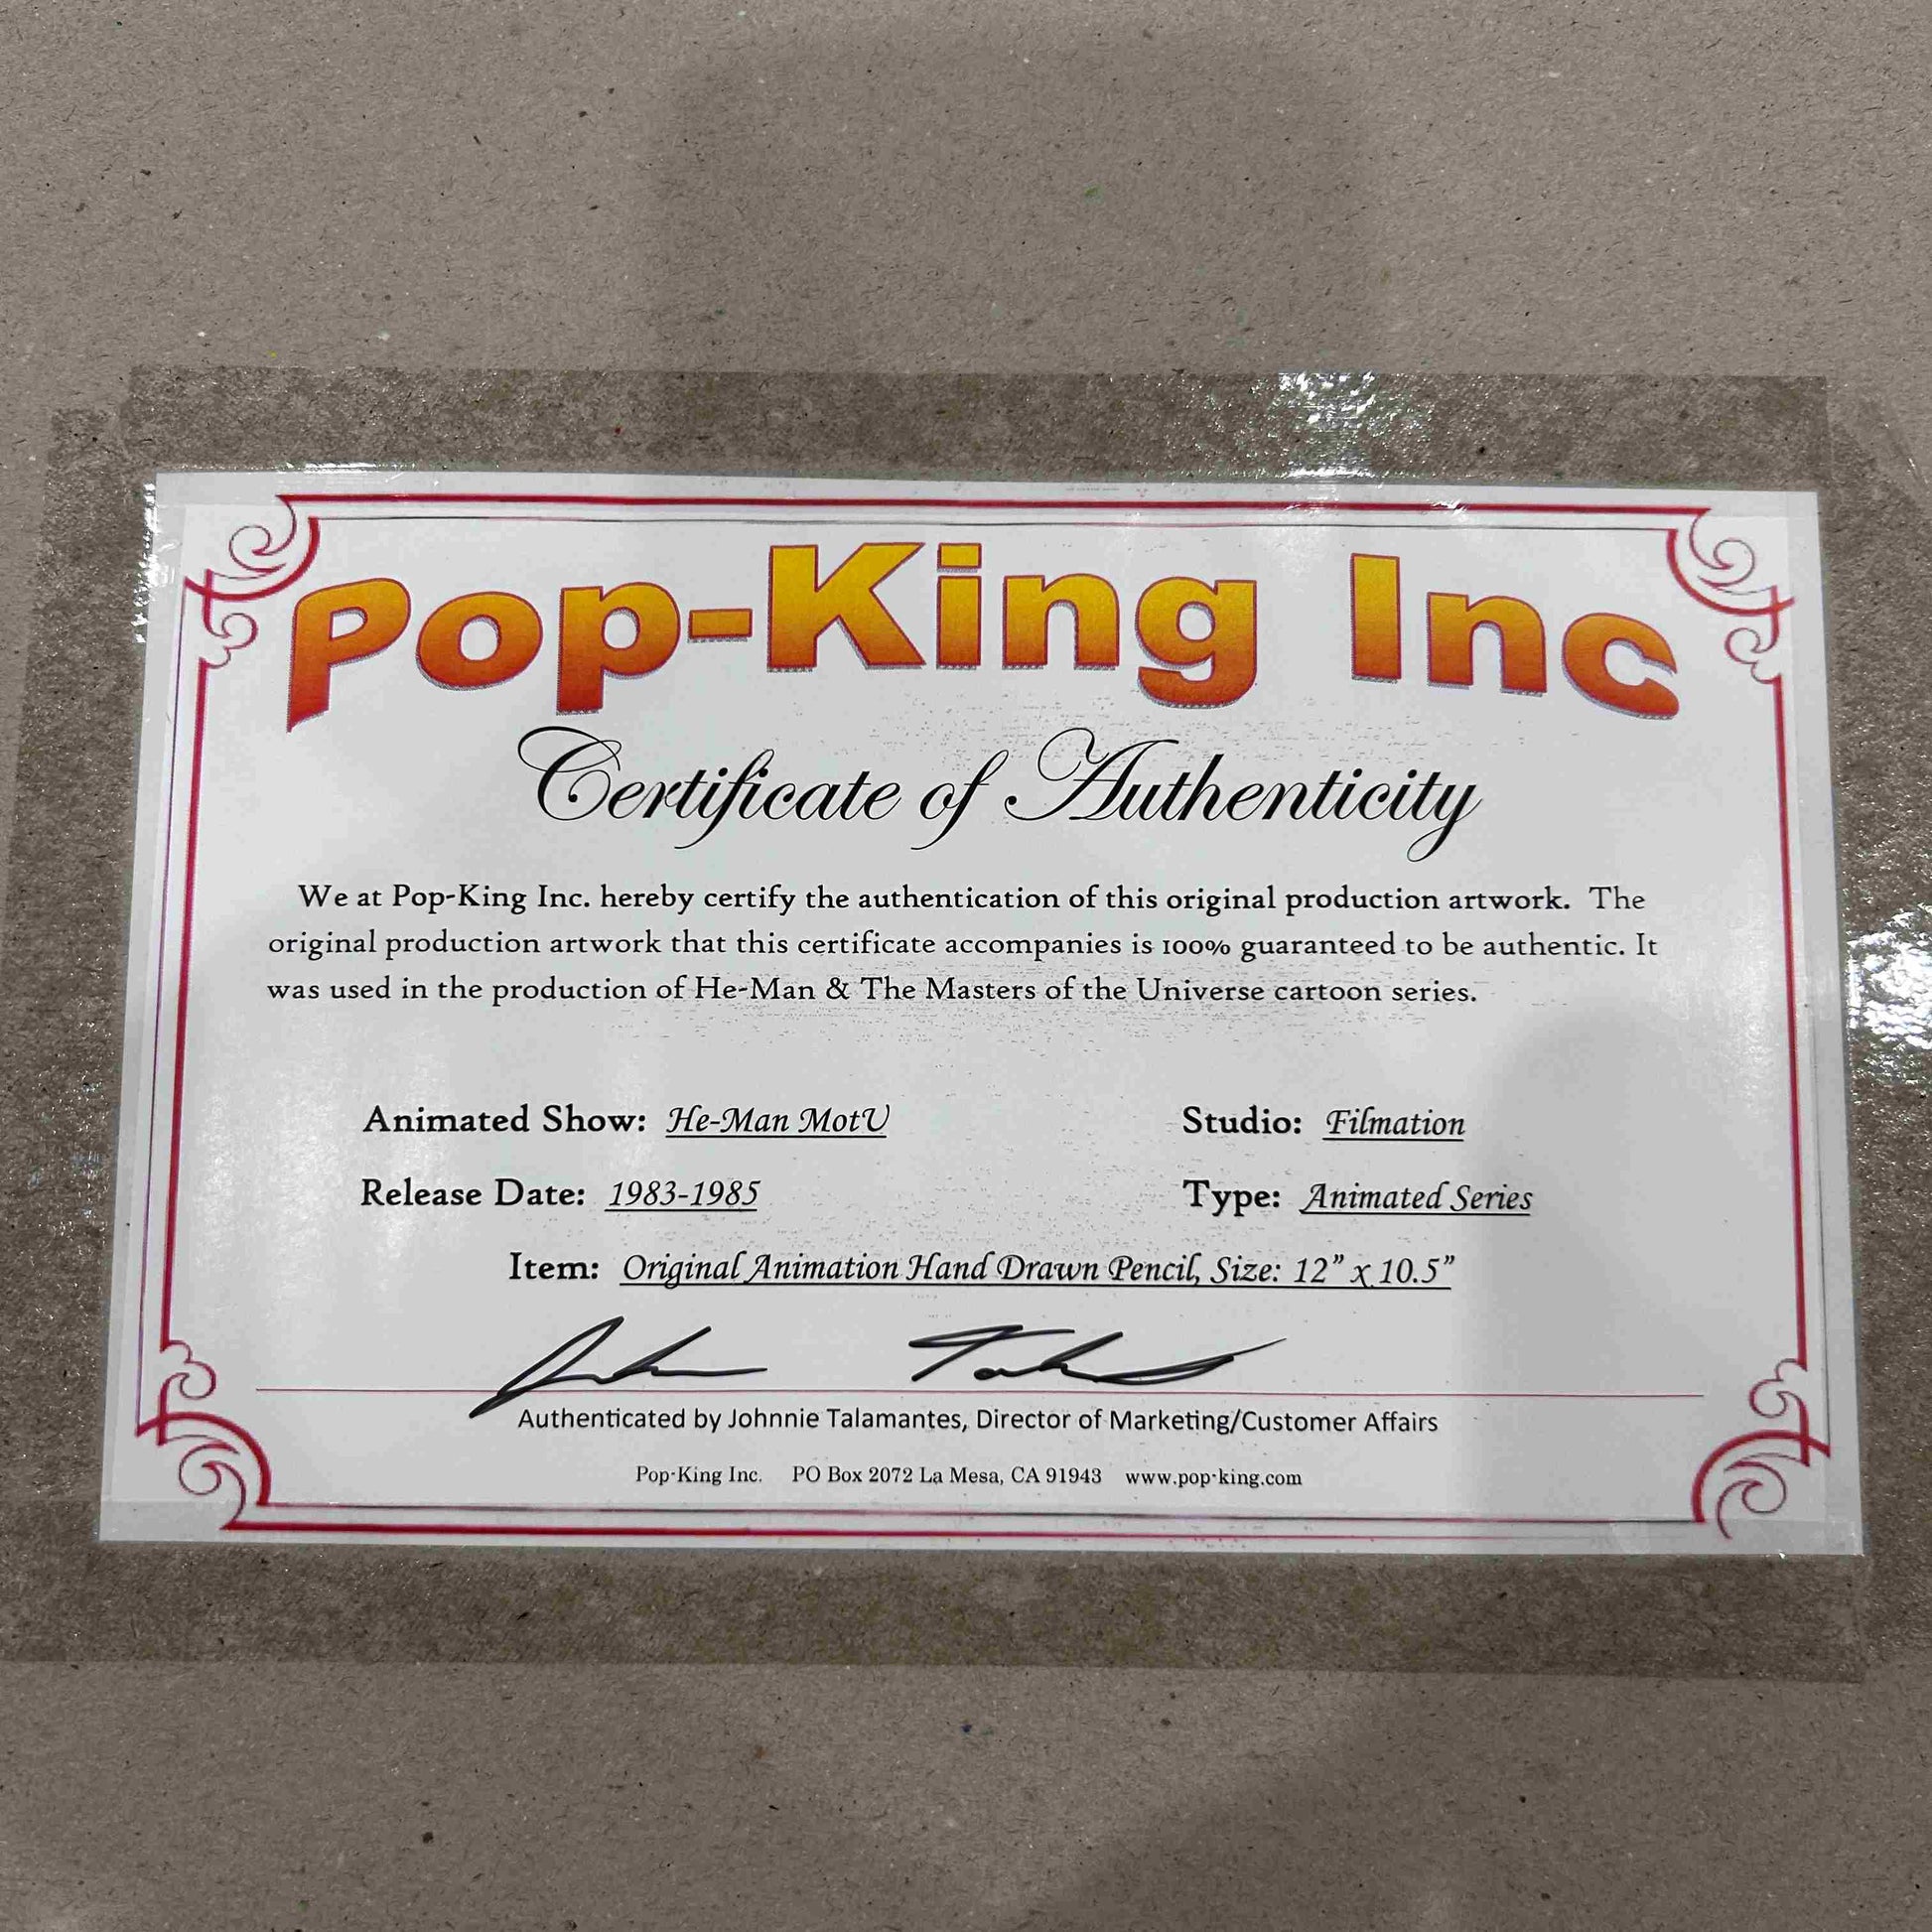 Pop-King Inc
Certificate of Authenticity
We at Pop-King Inc. hereby certify the authentication of this original production artwork. The
original production artwork that this certificate accompanies is 100% guaranteed to be authentic. It
was used in the production of He-Man & The Masters of the Universe cartoon series.
Animated Show: He-Man MotU Studio: Filmation
Release Date: 1983-1985 Type: Animated Series
Item: Original Animation Hand Drawn Pencil, Size: 12” x 10.5”
Authenticated by Johnnie Talamantes, Director of Marketing/Customer Affairs
Pop-King Inc. PO Box 2072 La Mesa, CA 91943 www.pop-king.com